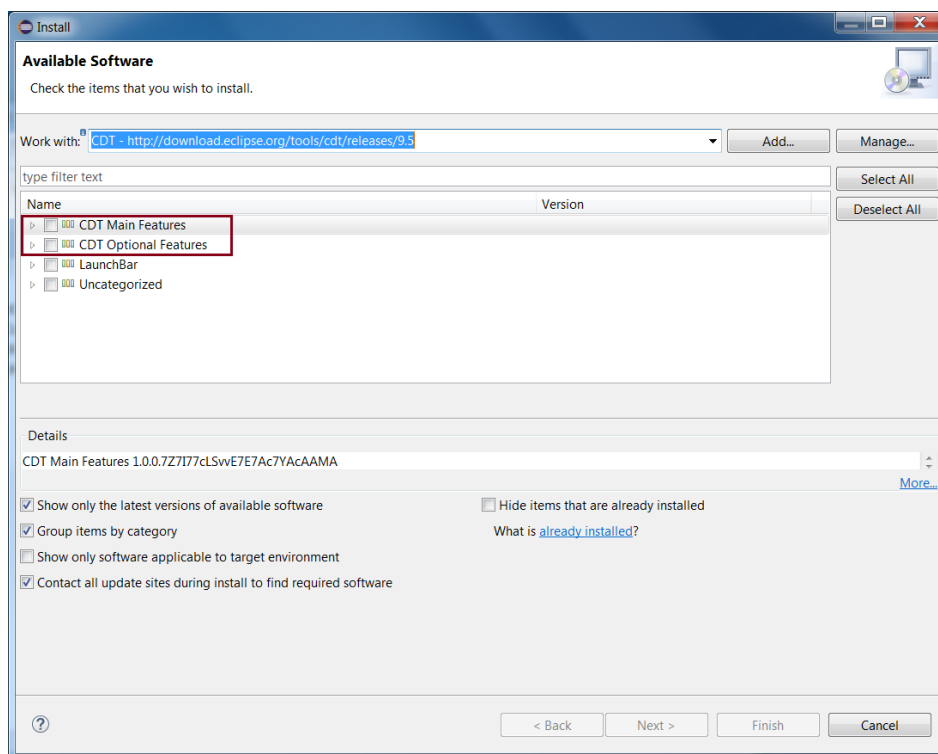 Install
Available Software
Check the items that you wish to install.
Work with: CDT - http://download.eclipse.org/tools/cdt/releases/9.5 Add... Manage...
type filter text Select All
Name Version Deselect All
CDT Main Features
CDT Optional Features
LaunchBar
Uncategorized
Details
CDT Main Features 1.0.0.7Z7I77cLSvvE7E7Ac7YAcAAMA
More...
Show only the latest versions of available software Hide items that are already installed
Group items by category What is already installed?
Show only software applicable to target environment
Contact all update sites during install to find required software
? < Back Next > Finish Cancel